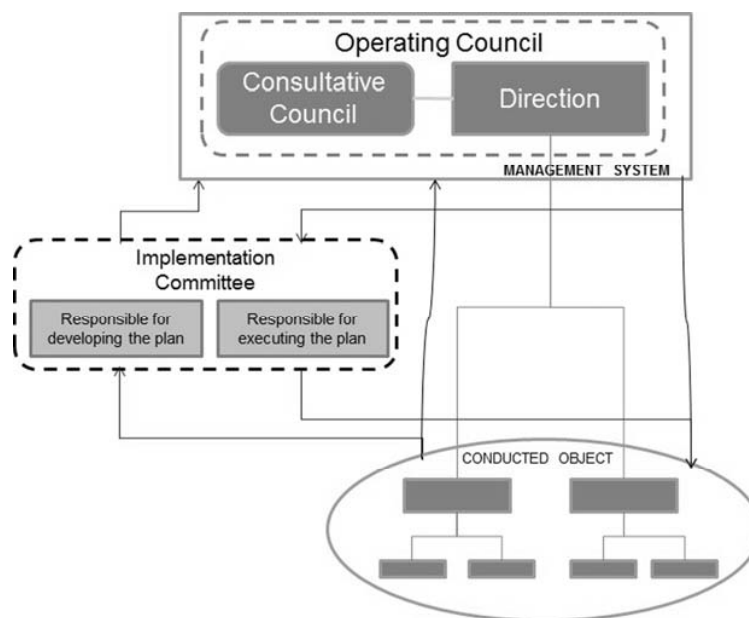 Operating Council
Consultative
Council
Direction
MANAGEMENT SYSTEM
Implementation
Committee
Responsible for
developing the plan
Responsible for
executing the plan
CONDUCTED OBJECT